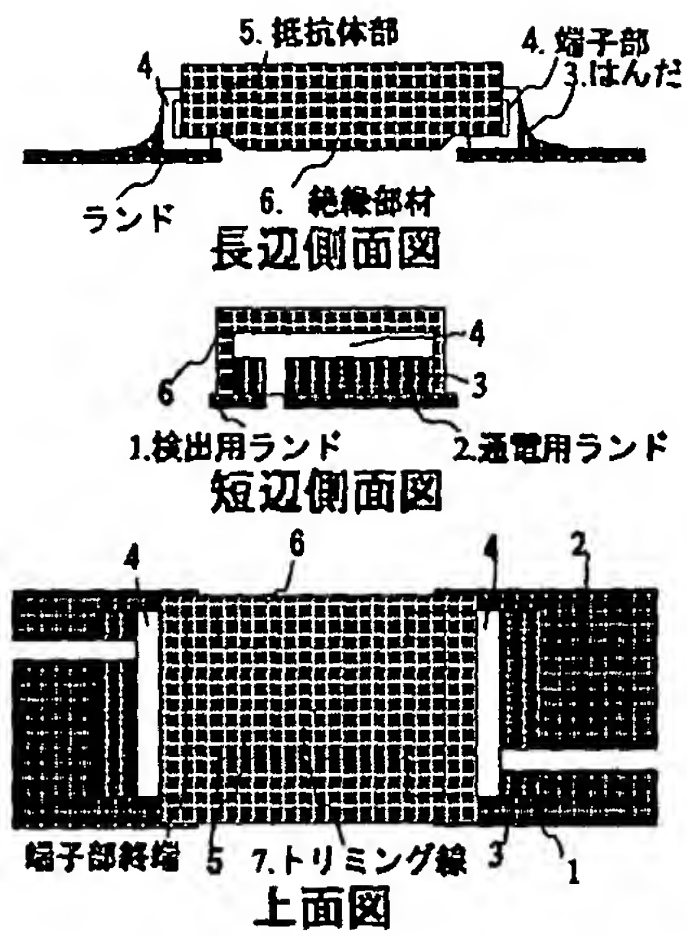 5. 抵抗体部
4. 端子部
4
3.はんだ
ランド
6. 絶縁部材
長辺側面図
4
6
3
1.検出用ランド
2.通電用ランド
短辺側面図
6
4
4
2
端子部終端
5
7.トリミング線
3
1
上面図